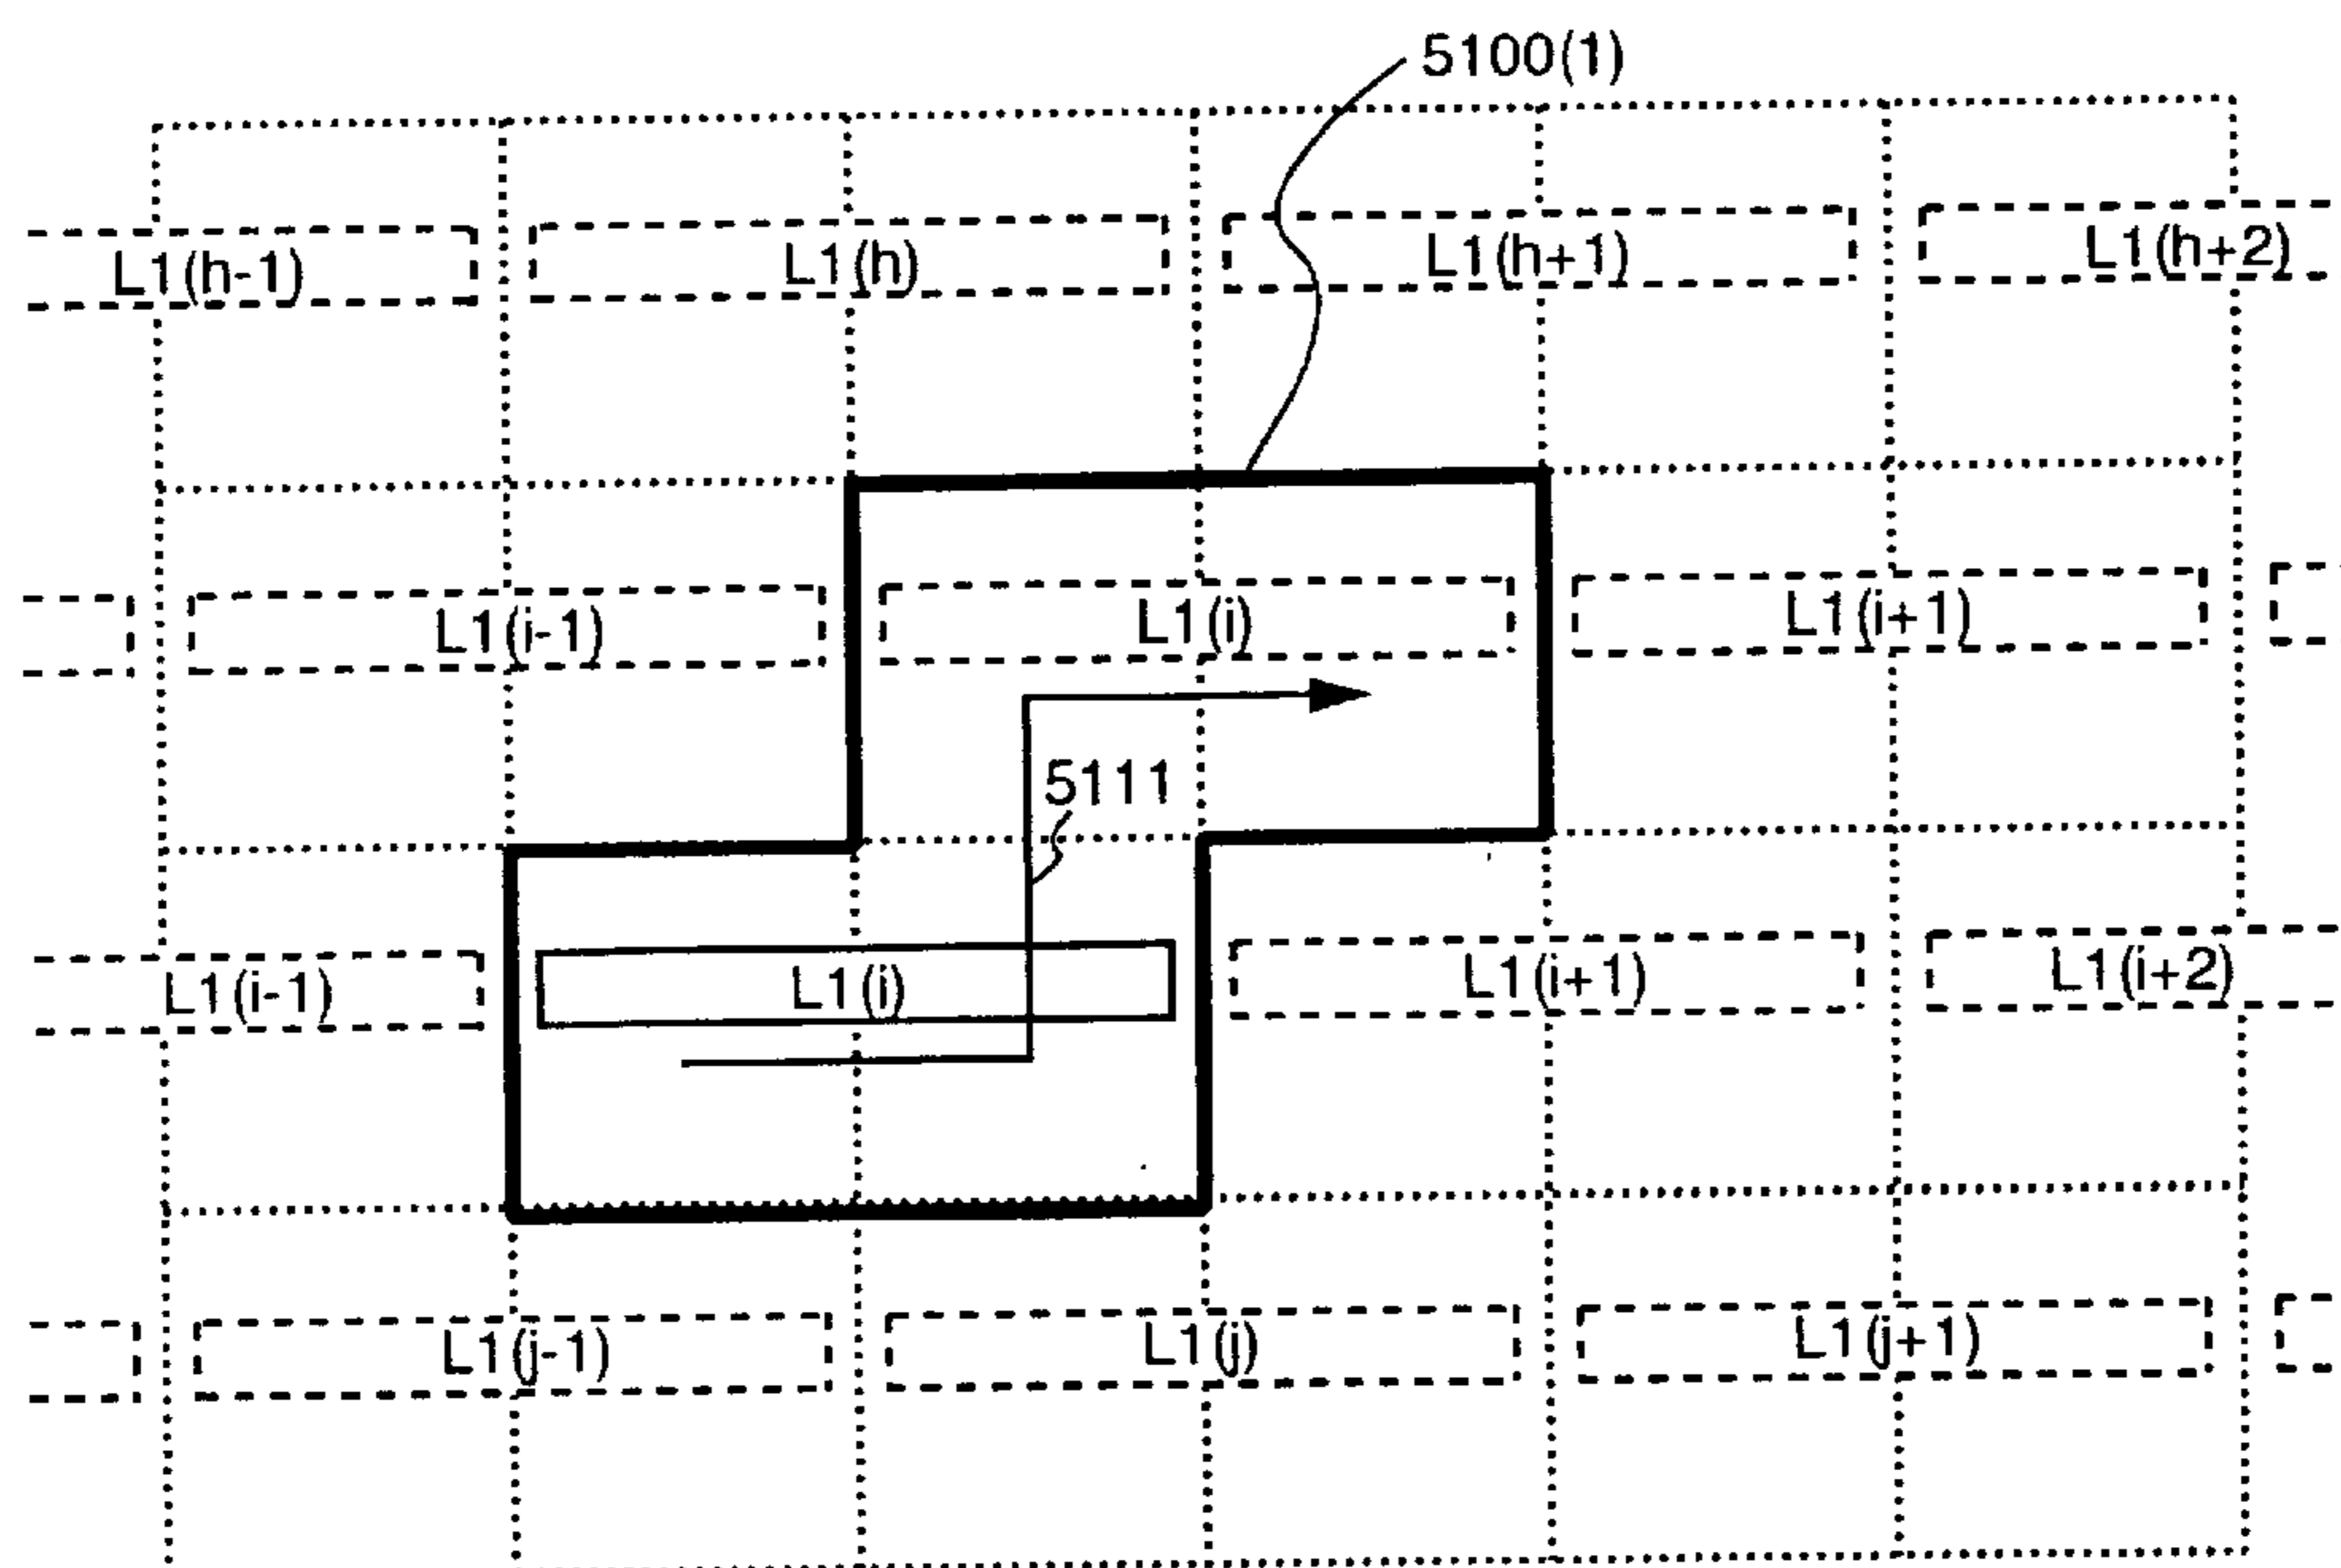 5100(1)
L1(h-1) L1(h) L1(h+1) L1(h+2)
L1(i-1) L1(i) L1(i+1)
5111
L1(i-1) L1(i) L1(i+1) L1(i+2)
L1(j-1) L1(j) L1(j+1)